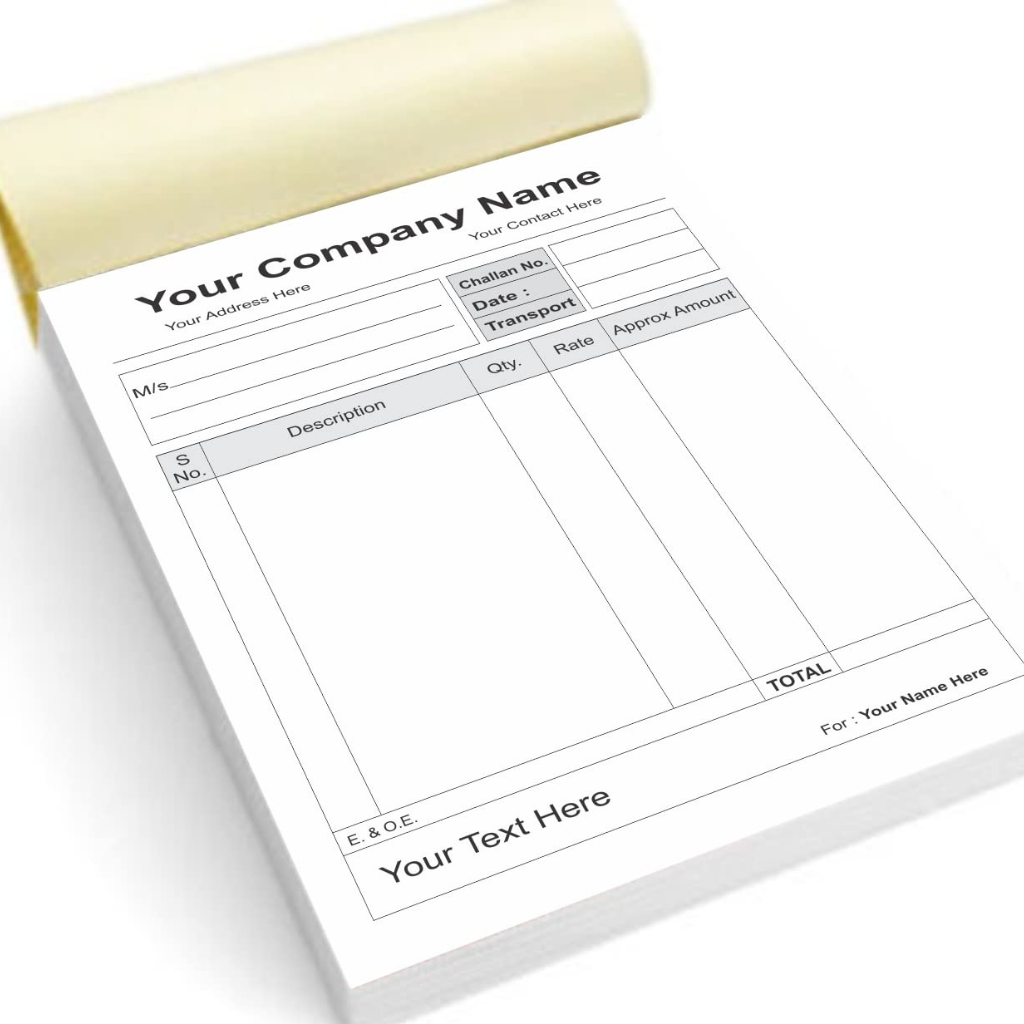 Your Company Name
Your Address Here
Your Contact Here
M/s
Challan No.
Date :
Transport
S No.
Description
Qty.
Rate
Approx Amount
TOTAL
E. & O.E.
For : Your Name Here
Your Text Here